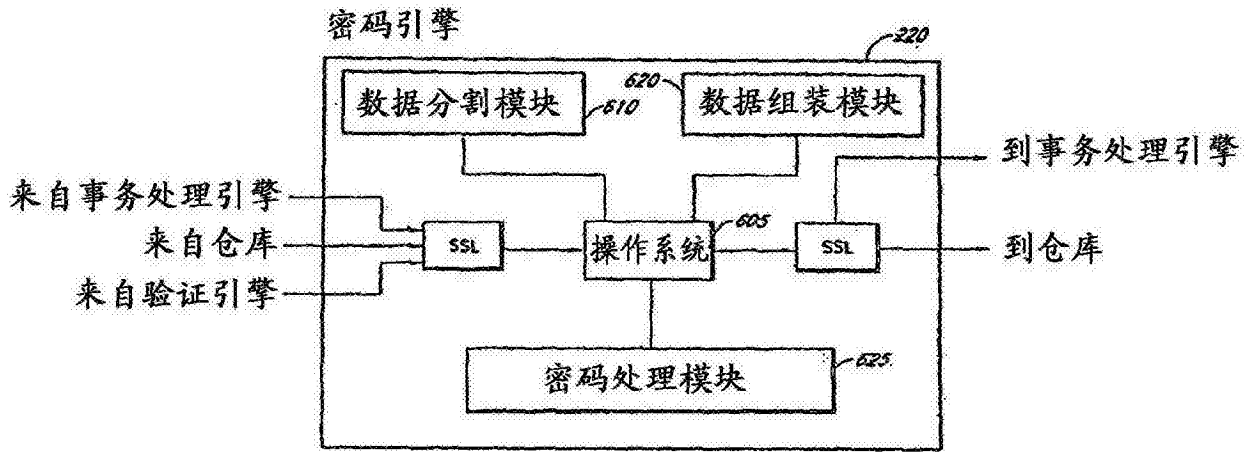 密码引擎
220
数据分割模块
610
620
数据组装模块
到事务处理引擎
来自事务处理引擎
来自仓库
来自验证引擎
SSL
操作系统
605
SSL
到仓库
密码处理模块
625